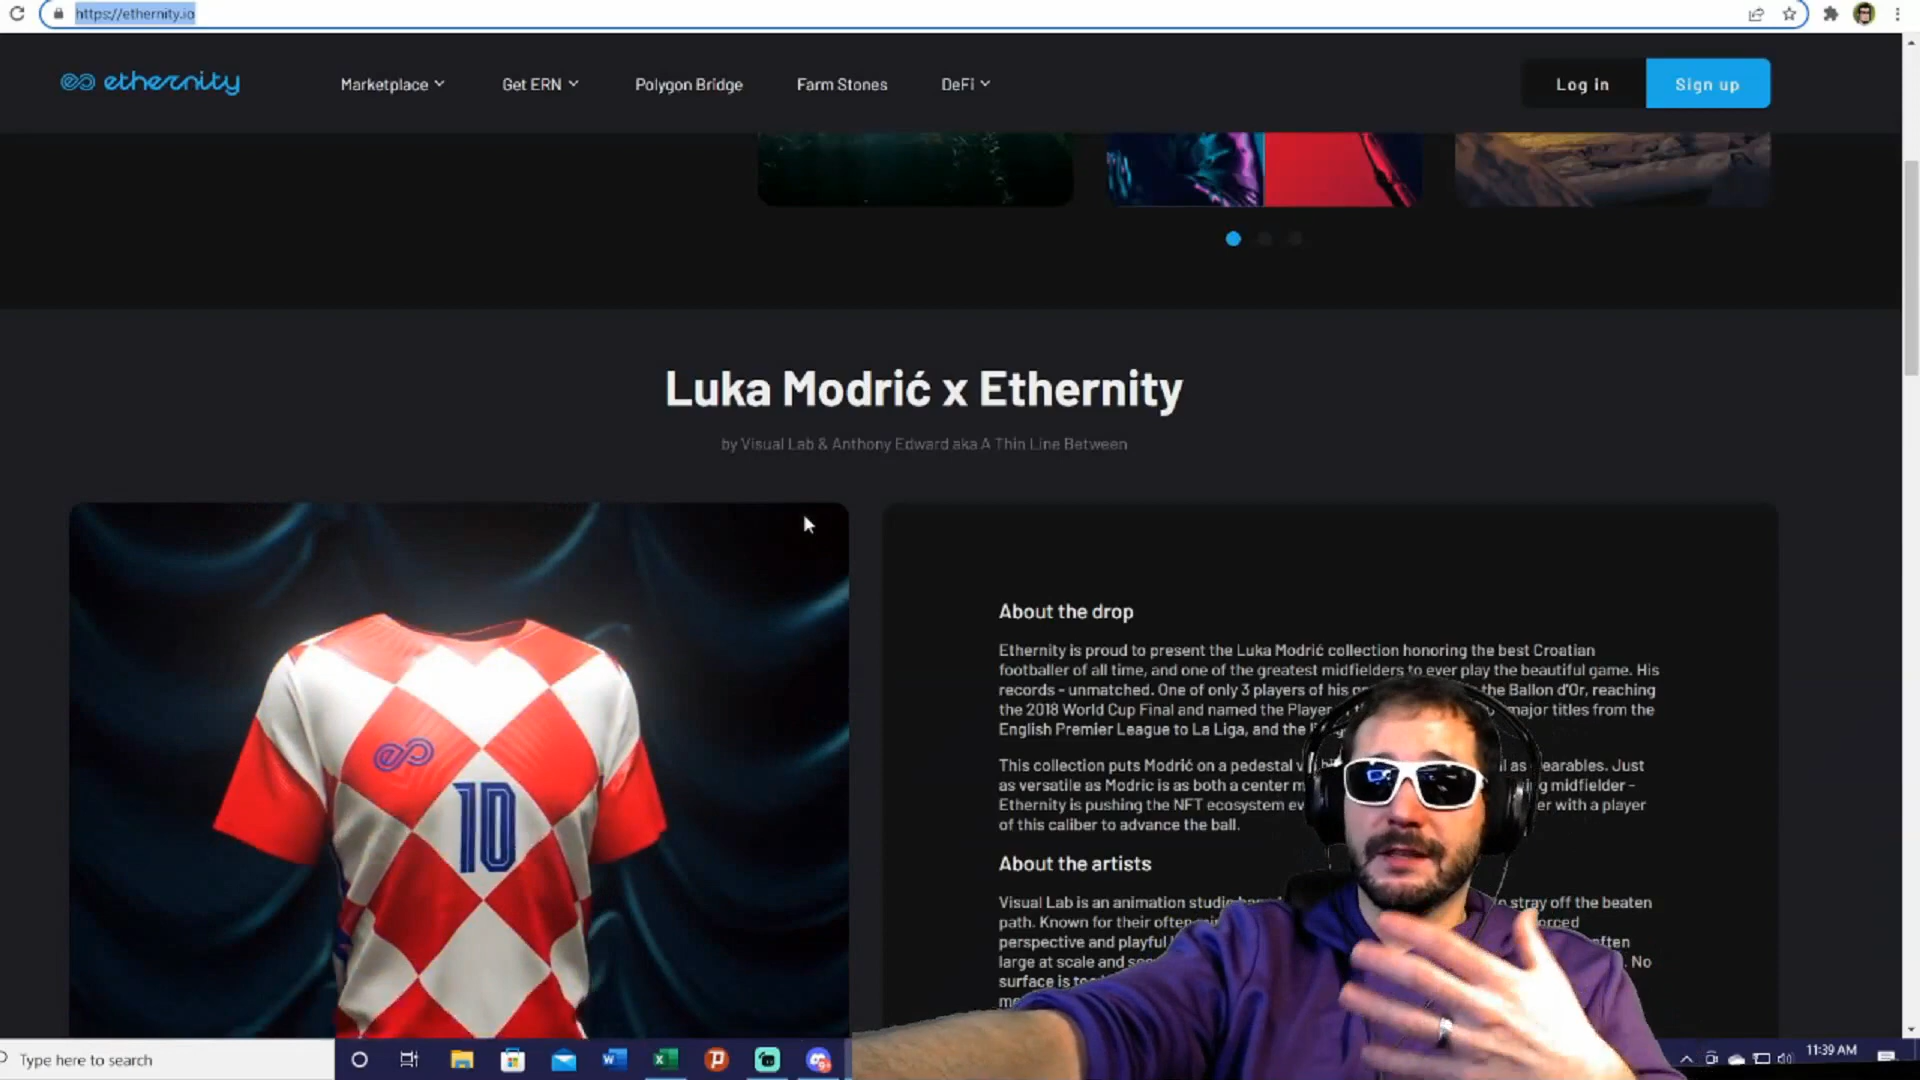 https://ethernity.io
ethernity
Marketplace
Get ERN
Polygon Bridge
Farm Stones
DeFi
Log in
Sign up
Luka Modrić x Ethernity
by Visual Lab & Anthony Edward aka A Thin Line Between
10
About the drop
Ethernity is proud to present the Luka Modrić collection honoring the best Croatian
footballer of all time, and one of the greatest midfielders to ever play the beautiful game. His
records - unmatched. One of only 3 players of his the Ballon d'Or, reaching
the 2018 World Cup Final and named the Player major titles from the
English Premier League to La Liga, and the
This collection puts Modrić on a pedestal as wearables. Just
as versatile as Modric is as both a center midfielder -
Ethernity is pushing the NFT ecosystem with a player
of this caliber to advance the ball.
About the artists
Visual Lab is an animation studio stray off the beaten
path. Known for their often
perspective and playful often
large at scale and No
surface is
Type here to search
11:39 AM